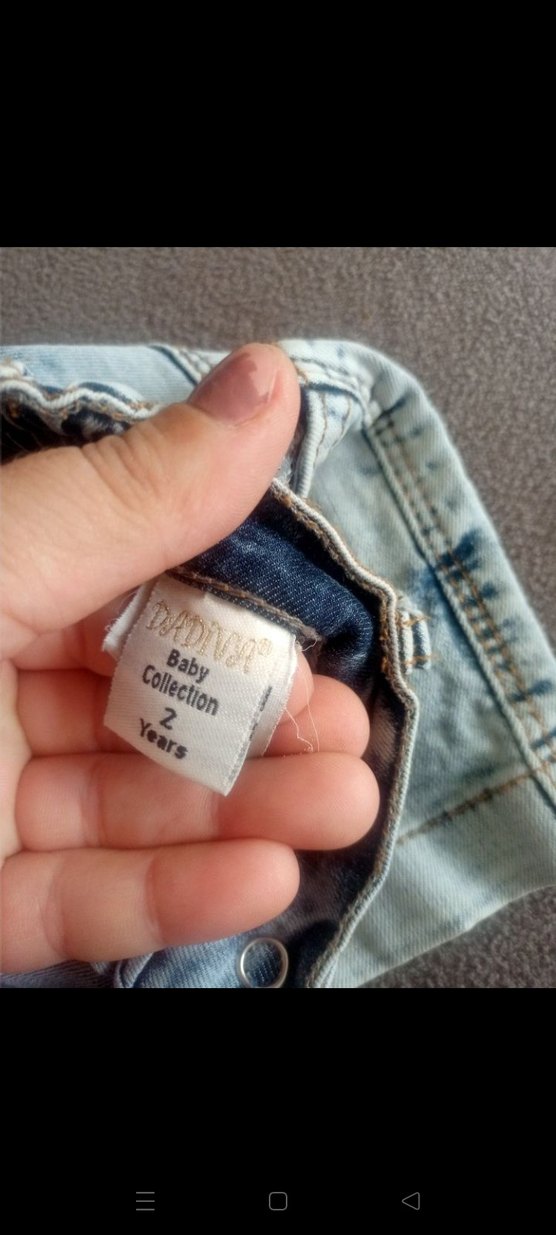 DADIVA®
Baby
Collection
2
Years